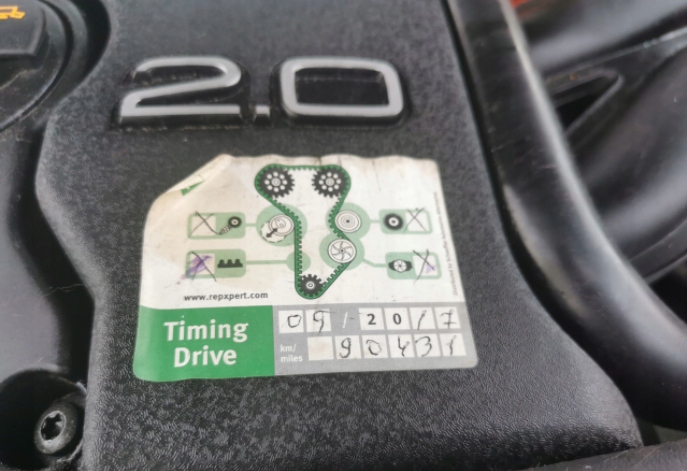 2.0
www.repxpert.com
Timing
Drive
09 / 2017
km/
miles
90431